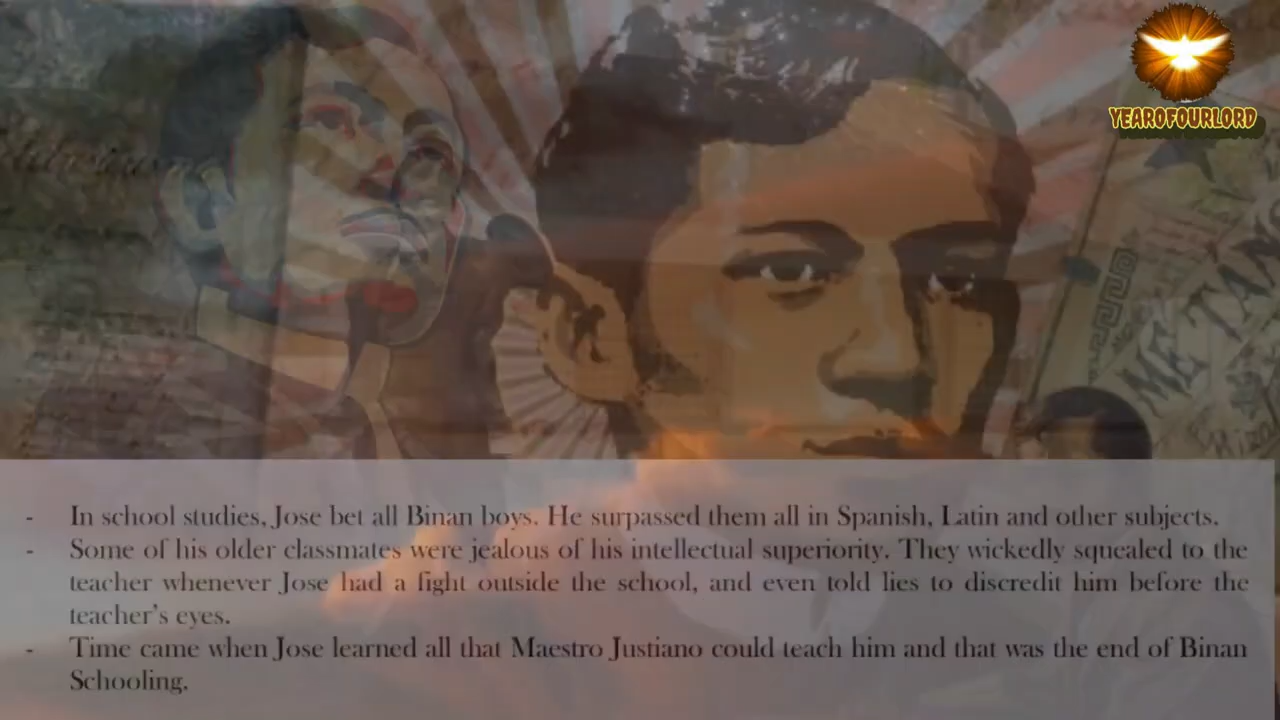 YEAROFOURLORD
ME TANG
- In school studies, Jose bet all Binan boys. He surpassed them all in Spanish, Latin and other subjects.
- Some of his older classmates were jealous of his intellectual superiority. They wickedly squealed to the
teacher whenever Jose had a fight outside the school, and even told lies to discredit him before the
teacher's eyes.
- Time came when Jose learned all that Maestro Justiano could teach him and that was the end of Binan
Schooling.